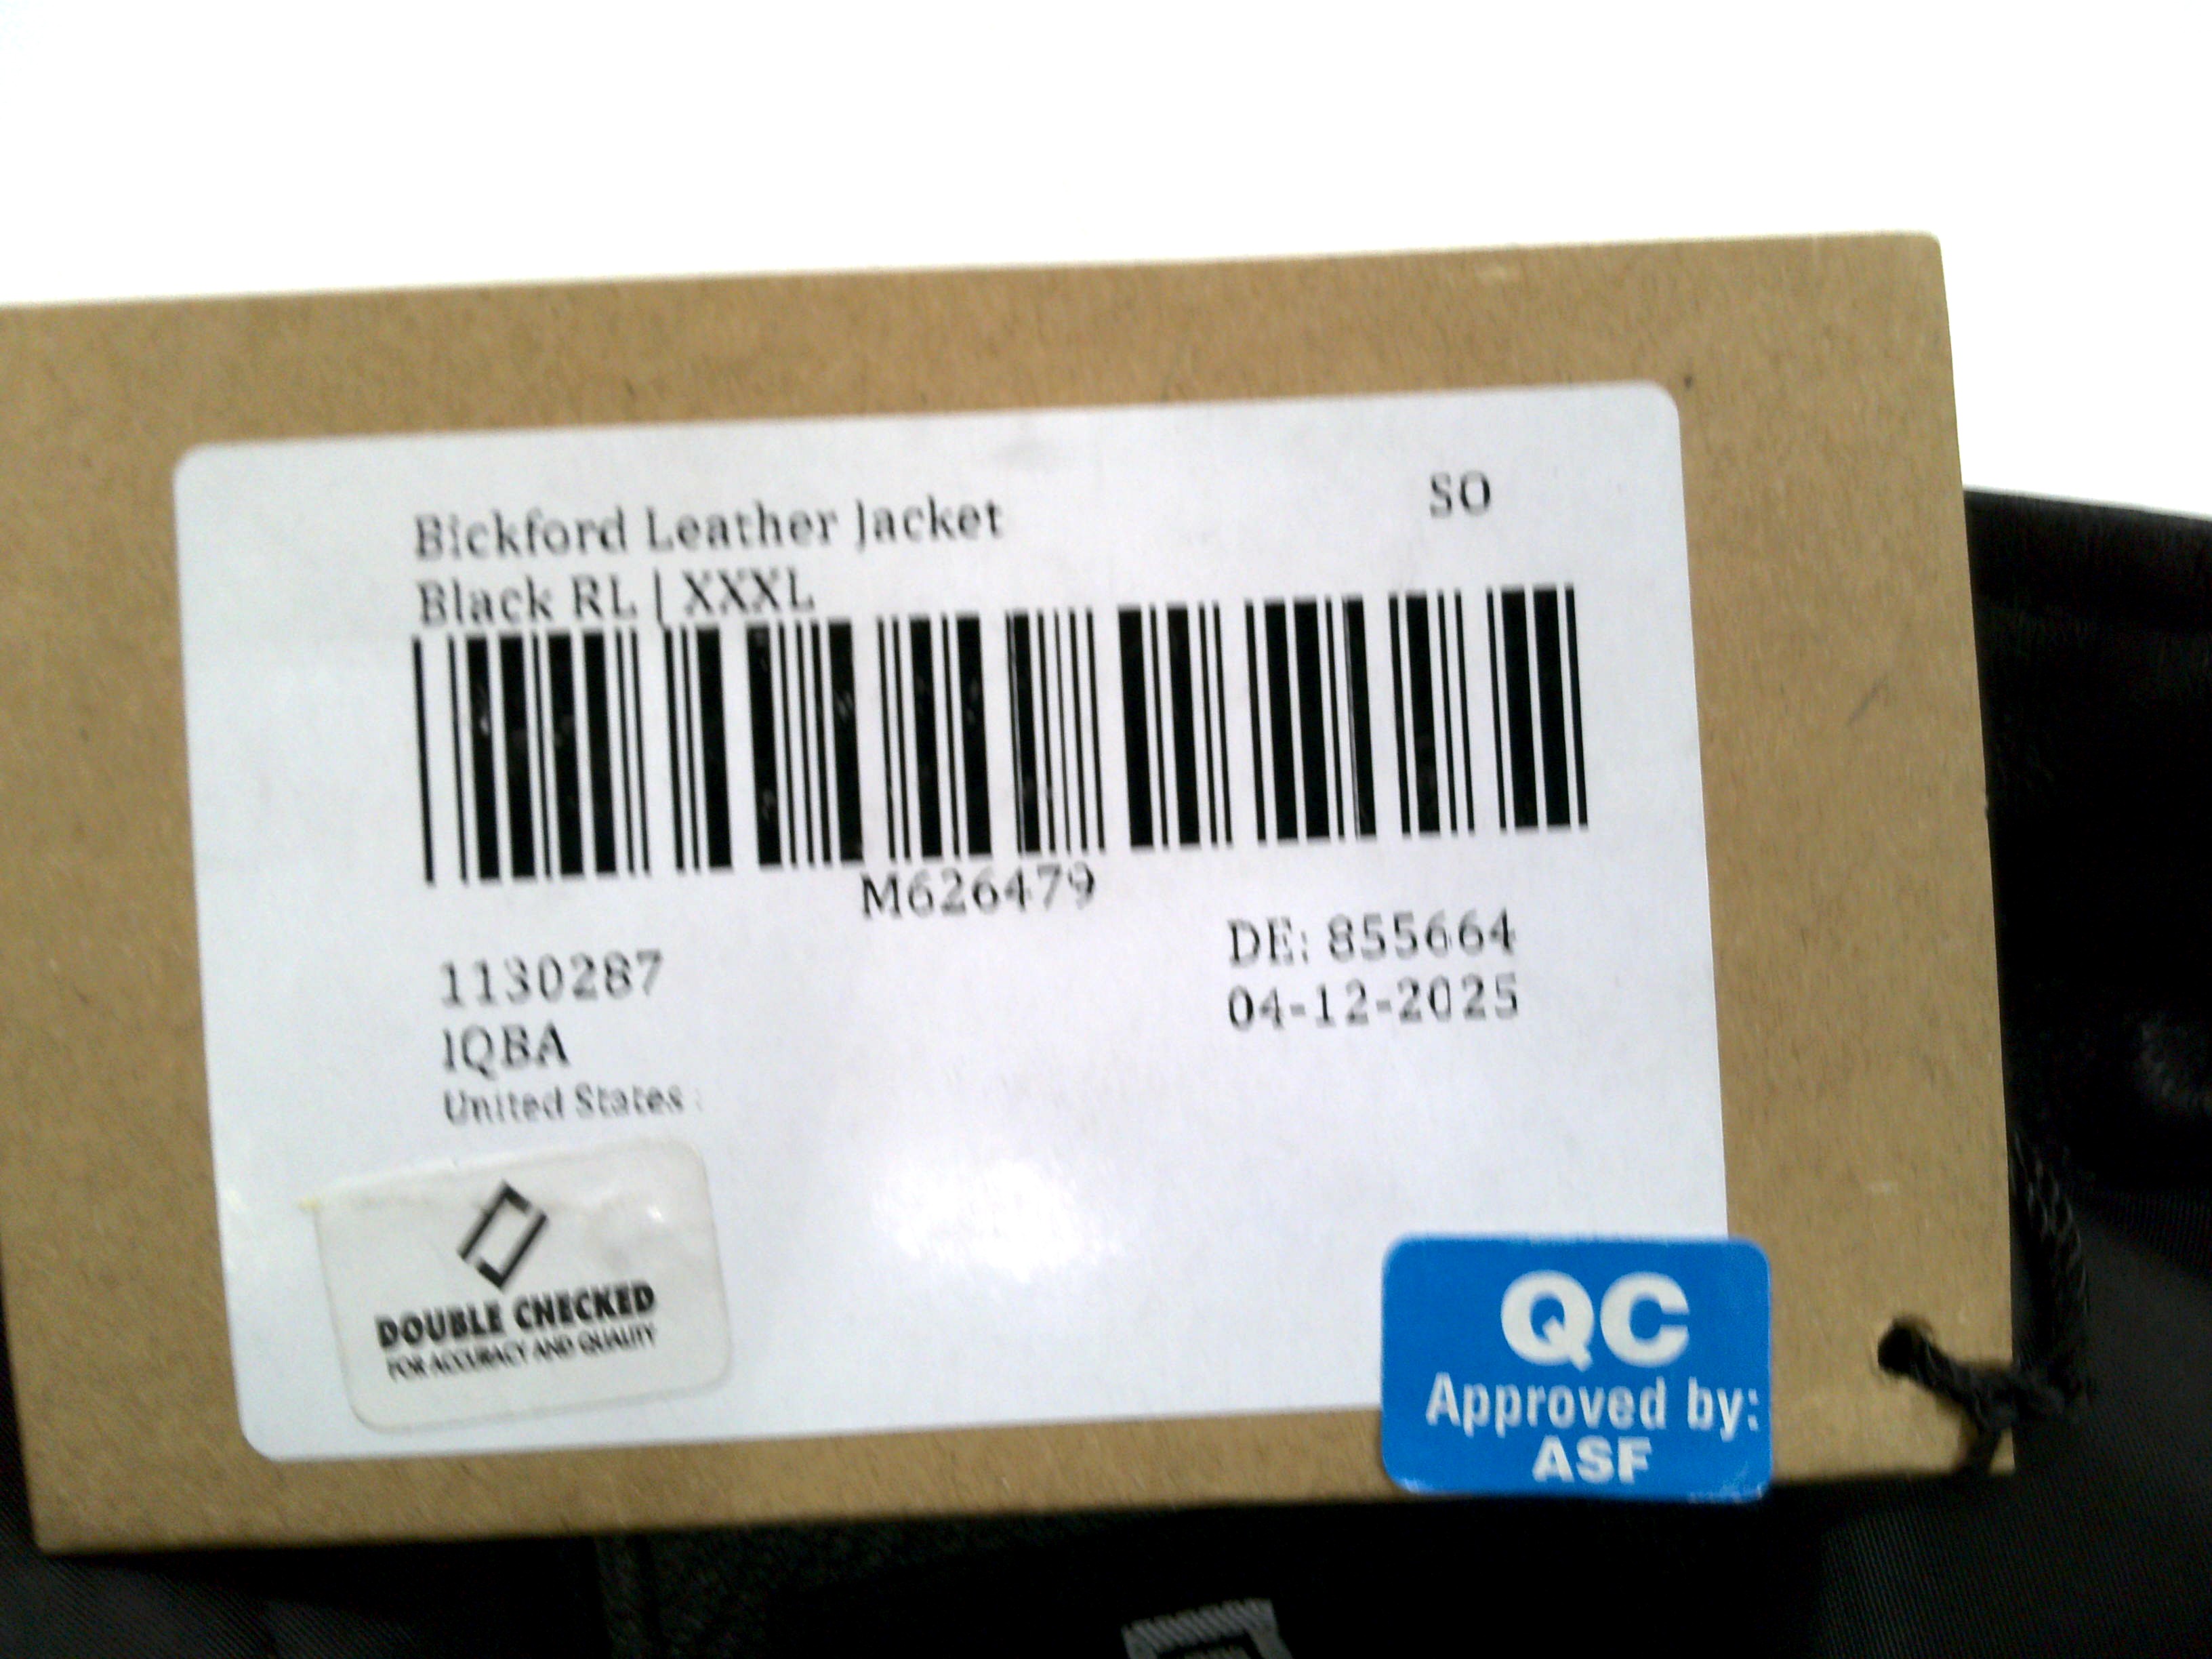 Bickford Leather Jacket
SO
Black RL | XXXL
M626479
1130287
DE: 855664
IQBA
04-12-2025
United States
DOUBLE CHECKED
FOR ACCURACY AND QUALITY
QC
Approved by:
ASF